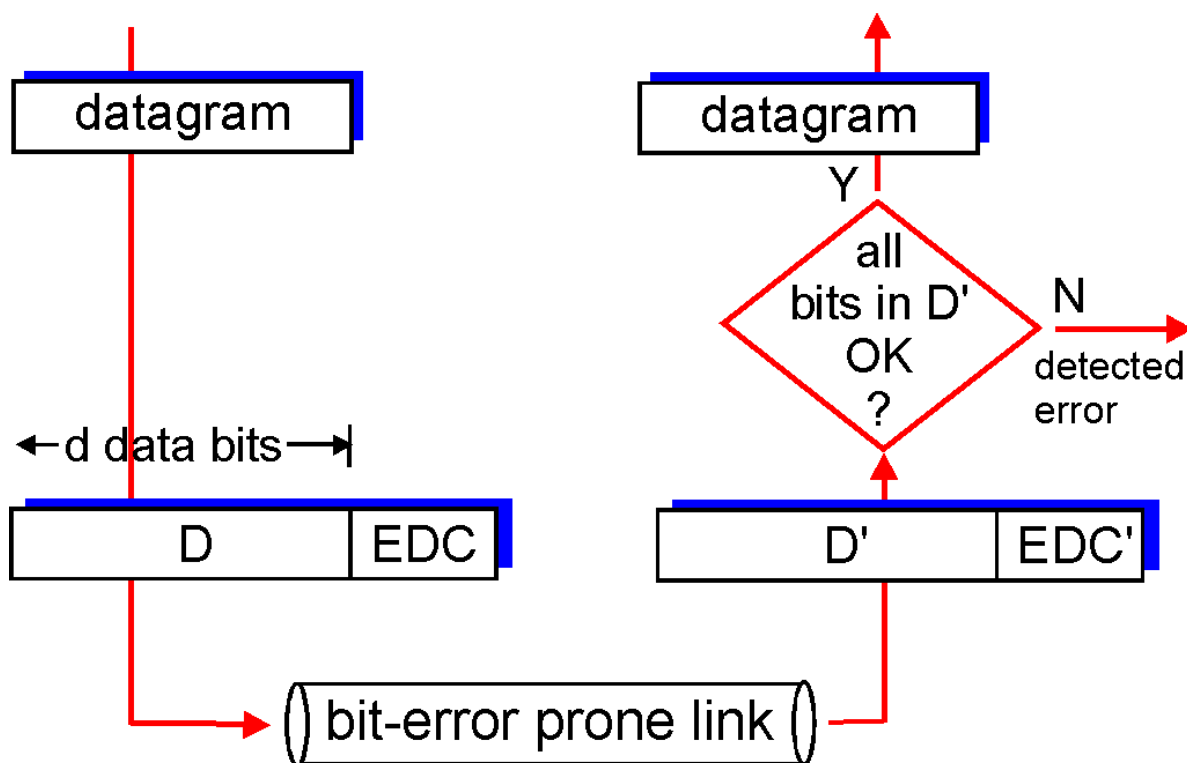 datagram
datagram
Y
all
bits in D'
OK
?
N
detected
error
d data bits
D
EDC
D'
EDC'
bit-error prone link